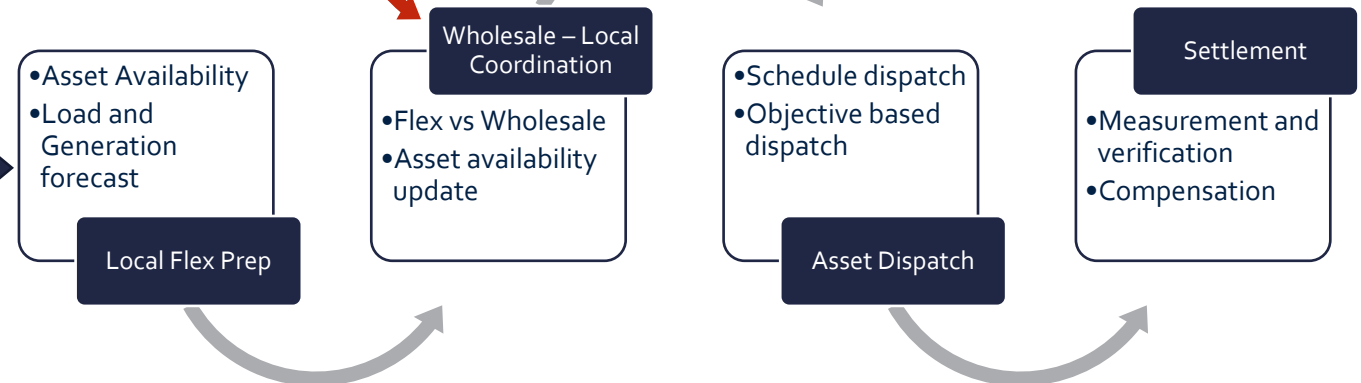 •Asset Availability
•Load and
Generation
forecast
Local Flex Prep
Wholesale – Local
Coordination
•Flex vs Wholesale
•Asset availability
update
•Schedule dispatch
•Objective based
dispatch
Asset Dispatch
Settlement
•Measurement and
verification
•Compensation